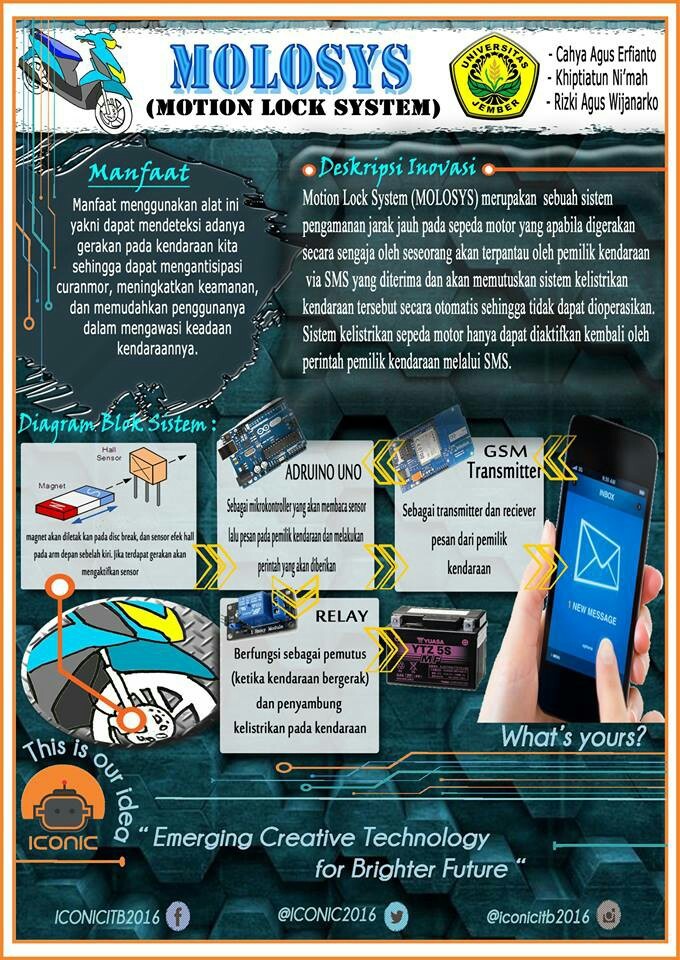 MOLOSYS
(MOTION LOCK SYSTEM)
UNIVERSITAS
JEMBER
- Cahya Agus Erfianto
- Khiptiatun Ni'mah
- Rizki Agus Wijanarko
Manfaat
Manfaat menggunakan alat ini
yakni dapat mendeteksi adanya
gerakan pada kendaraan kita
sehingga dapat mengantisipasi
curanmor, meningkatkan keamanan,
dan memudahkan penggunanya
dalam mengawasi keadaan
kendaraannya.
Deskripsi Inovasi
Motion Lock System (MOLOSYS) merupakan sebuah sistem
pengamanan jarak jauh pada sepeda motor yang apabila digerakan
secara sengaja oleh seseorang akan terpantau oleh pemilik kendaraan
via SMS yang diterima dan akan memutuskan sistem kelistrikan
kendaraan tersebut secara otomatis sehingga tidak dapat dioperasikan.
Sistem kelistrikan sepeda motor hanya dapat diaktifkan kembali oleh
perintah pemilik kendaraan melalui SMS.
Diagram Blok Sistem :
Hall
Sensor
Magnet
S
magnet akan diletak kan pada disc break, dan sensor efek hall
pada arm depan sebelah kiri. Jika terdapat gerakan akan
mengaktifkan sensor
ADRUINO UNO
Sebagai mikrokontroller yang akan membaca sensor
lalu pesan pada pemilik kendaraan dan melakukan
perintah yang akan diberikan
GSM
Transmitter
Sebagai transmitter dan reciever
pesan dari pemilik
kendaraan
INBOX
1 NEW MESSAGE
options
1 Relay Module
RELAY
Berfungsi sebagai pemutus
(ketika kendaraan bergerak)
dan penyambung
kelistrikan pada kendaraan
YUASA
YTZ 5S
MF
What's yours?
This is our idea
ICONIC
" Emerging Creative Technology
for Brighter Future "
ICONICITB2016
@ICONIC2016
@iconicitb2016